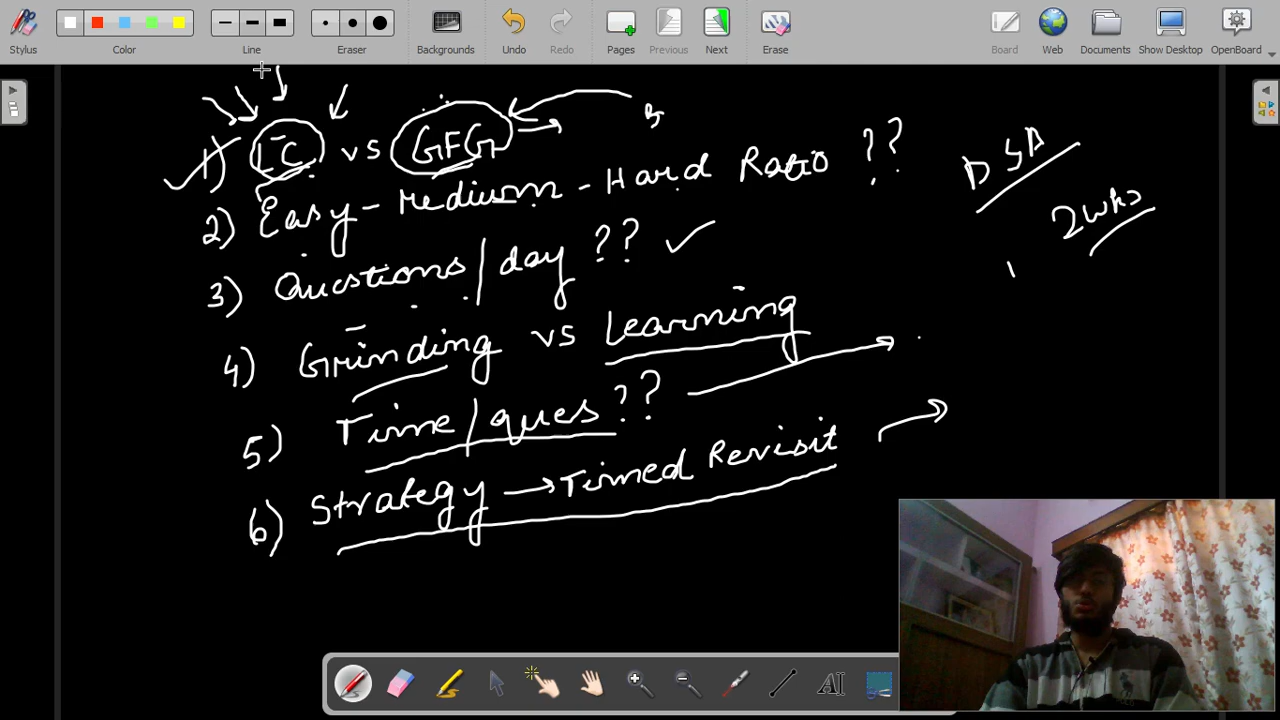 Stylus
Color
Line
Eraser
Backgrounds
Undo
Redo
Pages
Previous
Next
Erase
Board
Web
Documents
Show Desktop
OpenBoard
1) LC vs GFG
2) Easy - Medium - Hard Ratio ??
3) Questions/day ??
4) Grinding vs Learning
5) Time/ques ??
6) Strategy → Timed Revisit
DSA
2wks
AI